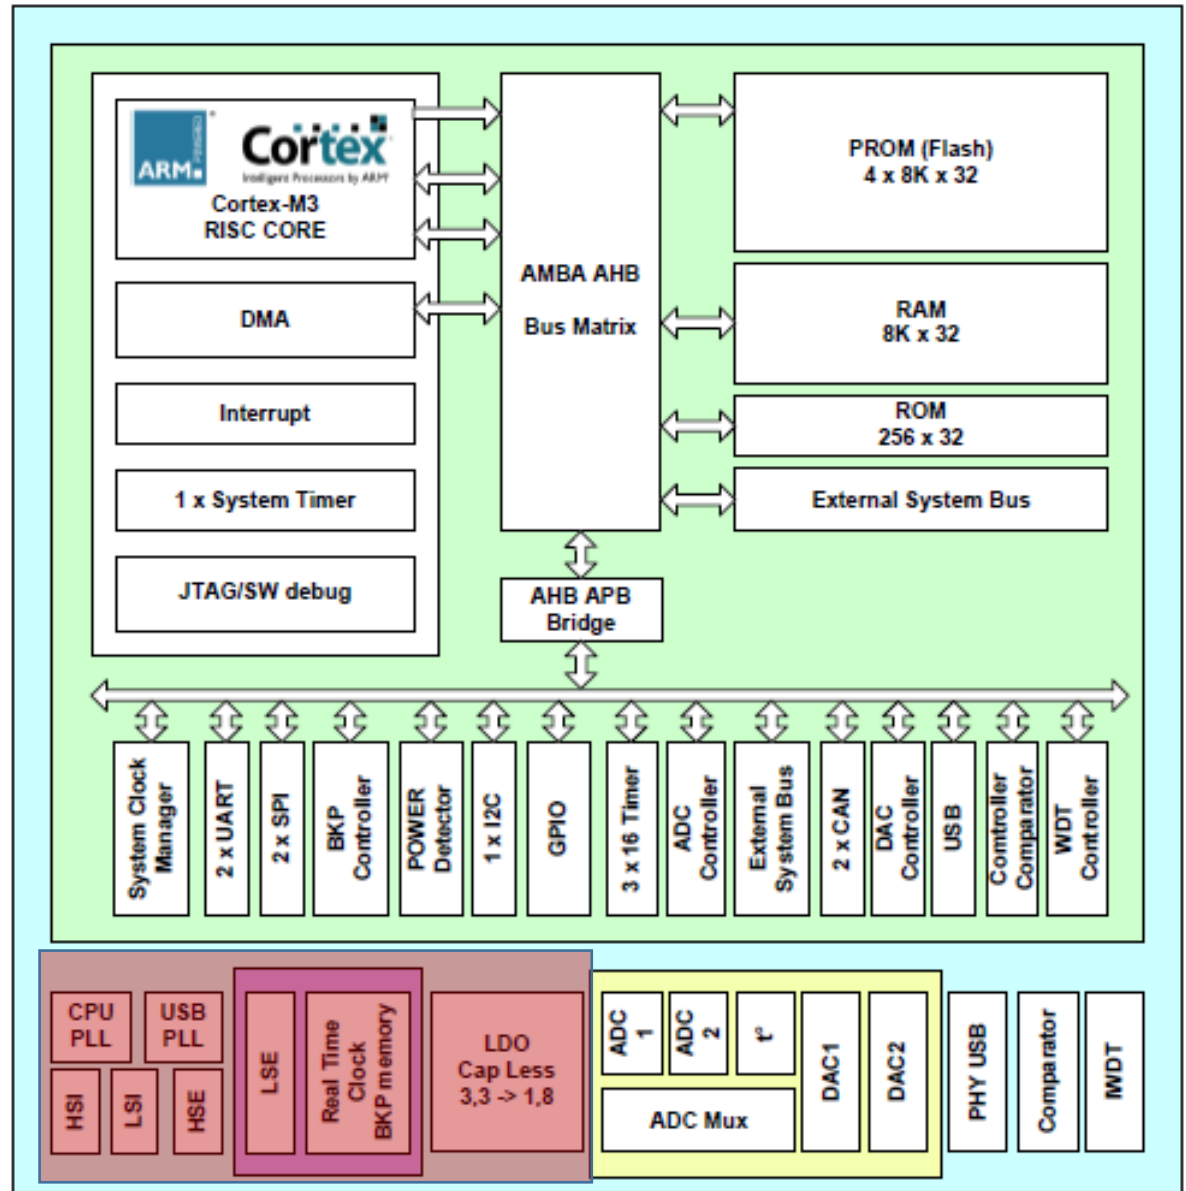 ARM
POWERED
Cortex
Intelligent Processors by ARM
Cortex-M3
RISC CORE
DMA
Interrupt
1 x System Timer
JTAG/SW debug
AMBA AHB
Bus Matrix
AHB APB
Bridge
PROM (Flash)
4 x 8K x 32
RAM
8K x 32
ROM
256 x 32
External System Bus
System Clock
Manager
2 x UART
2 x SPI
BKP
Controller
POWER
Detector
1 x I2C
GPIO
3 x 16 Timer
ADC
Controller
External
System Bus
2 x CAN
DAC
Controller
USB
Comtroller
Comparator
WDT
Controller
CPU
PLL
USB
PLL
HSI
LSI
HSE
LSE
Real Time
Clock
BKP memory
LDO
Cap Less
3,3 -> 1,8
ADC
1
ADC
2
t°
ADC Mux
DAC1
DAC2
PHY USB
Comparator
IWDT